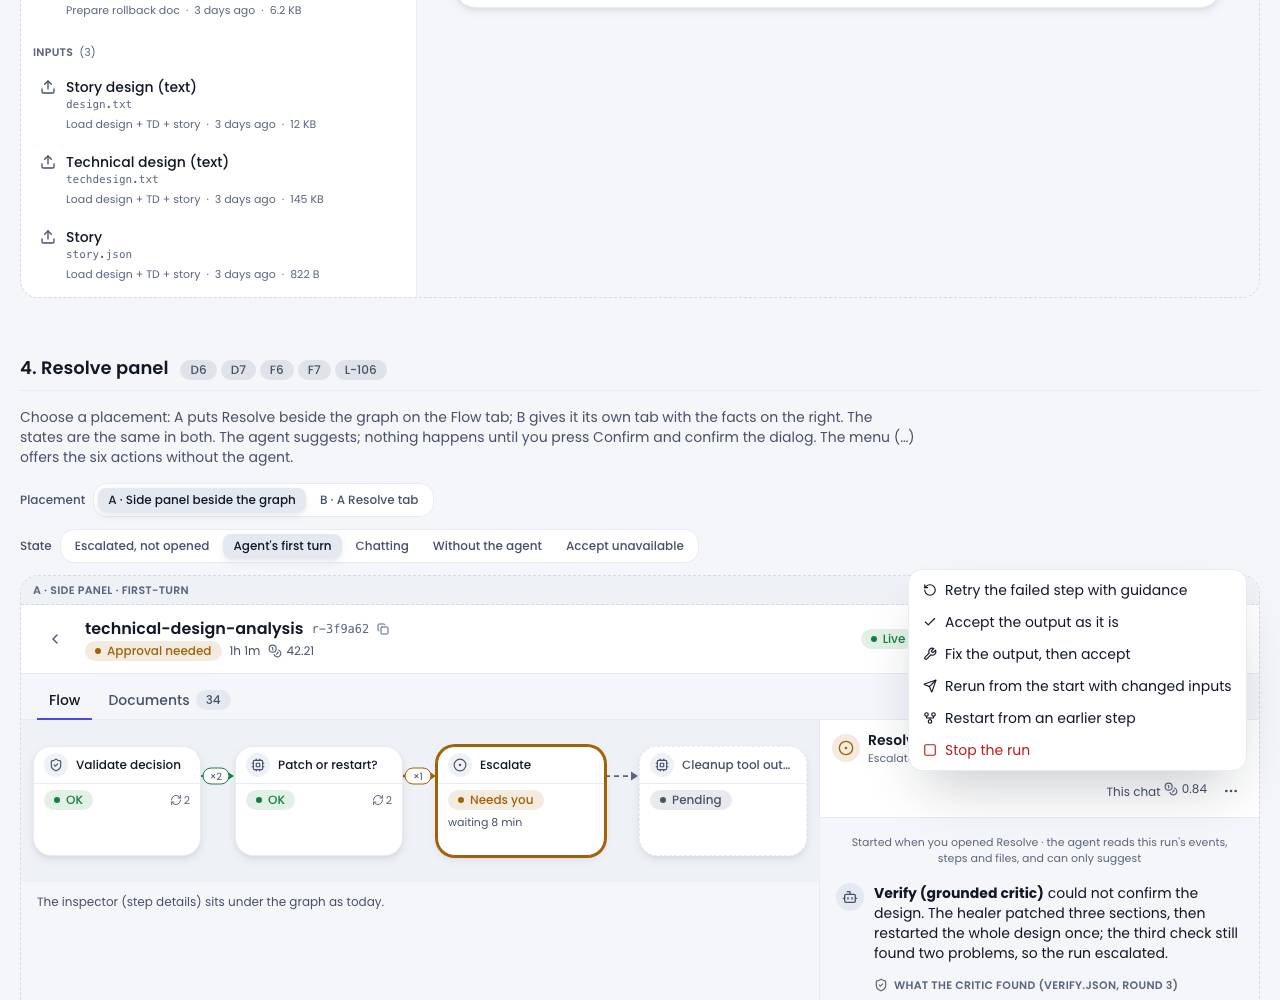 Prepare rollback doc · 3 days ago · 6.2 KB
INPUTS (3)
Story design (text)
design.txt
Load design + TD + story · 3 days ago · 12 KB
Technical design (text)
techdesign.txt
Load design + TD + story · 3 days ago · 145 KB
Story
story.json
Load design + TD + story · 3 days ago · 822 B
4. Resolve panel D6 D7 F6 F7 L-106
Choose a placement: A puts Resolve beside the graph on the Flow tab; B gives it its own tab with the facts on the right. The
states are the same in both. The agent suggests; nothing happens until you press Confirm and confirm the dialog. The menu (…)
offers the six actions without the agent.
Placement A · Side panel beside the graph B · A Resolve tab
State Escalated, not opened Agent's first turn Chatting Without the agent Accept unavailable
A · SIDE PANEL · FIRST-TURN
technical-design-analysis r-3f9a62
Approval needed 1h 1m 42.21
Live
Retry the failed step with guidance
Accept the output as it is
Fix the output, then accept
Rerun from the start with changed inputs
Restart from an earlier step
Stop the run
Flow Documents 34
Validate decision
OK 2
×2
Patch or restart?
OK 2
×1
Escalate
Needs you
waiting 8 min
Cleanup tool out…
Pending
The inspector (step details) sits under the graph as today.
This chat 0.84
Started when you opened Resolve · the agent reads this run's events,
steps and files, and can only suggest
Verify (grounded critic) could not confirm the
design. The healer patched three sections, then
restarted the whole design once; the third check still
found two problems, so the run escalated.
WHAT THE CRITIC FOUND (VERIFY.JSON, ROUND 3)